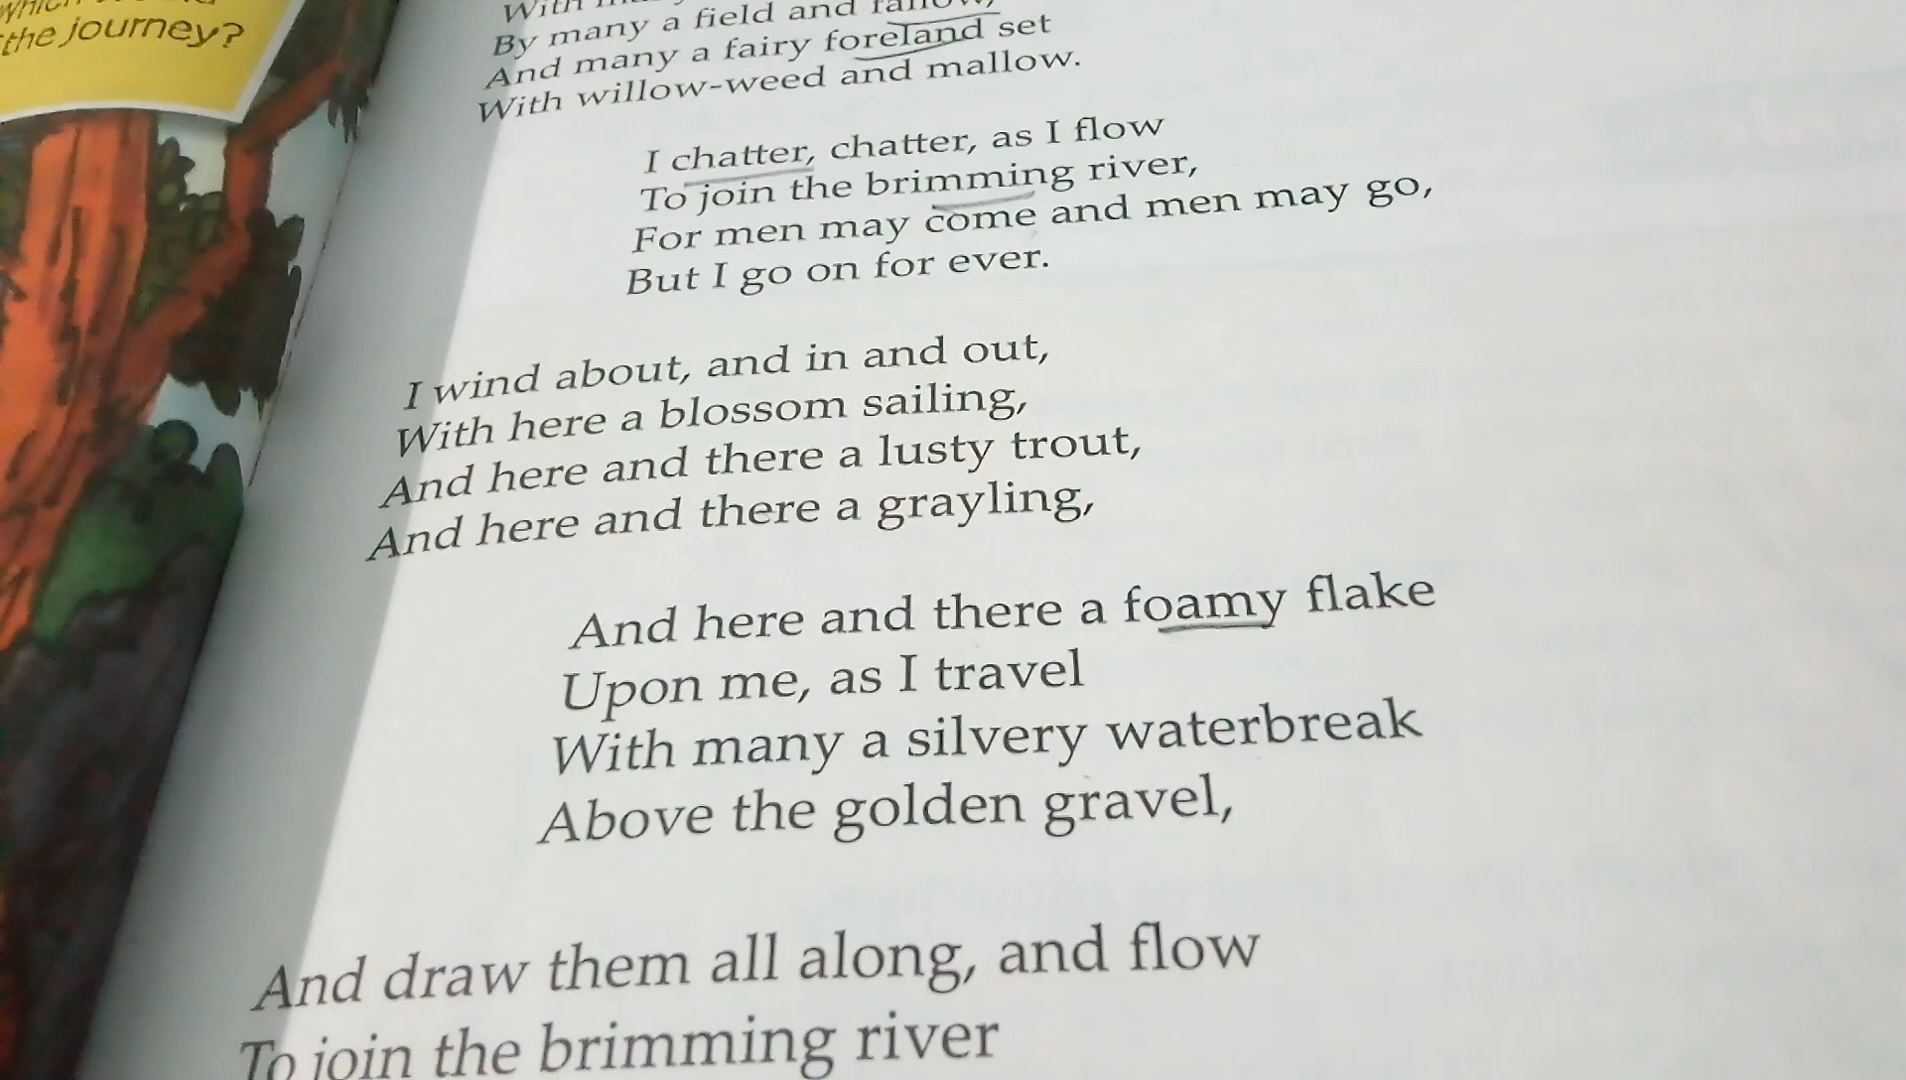 the journey?
With
By many a field and fallow,
And many a fairy foreland set
With willow-weed and mallow.
I chatter, chatter, as I flow
To join the brimming river,
For men may come and men may go,
But I go on for ever.
I wind about, and in and out,
With here a blossom sailing,
And here and there a lusty trout,
And here and there a grayling,
And here and there a foamy flake
Upon me, as I travel
With many a silvery waterbreak
Above the golden gravel,
And draw them all along, and flow
To join the brimming river